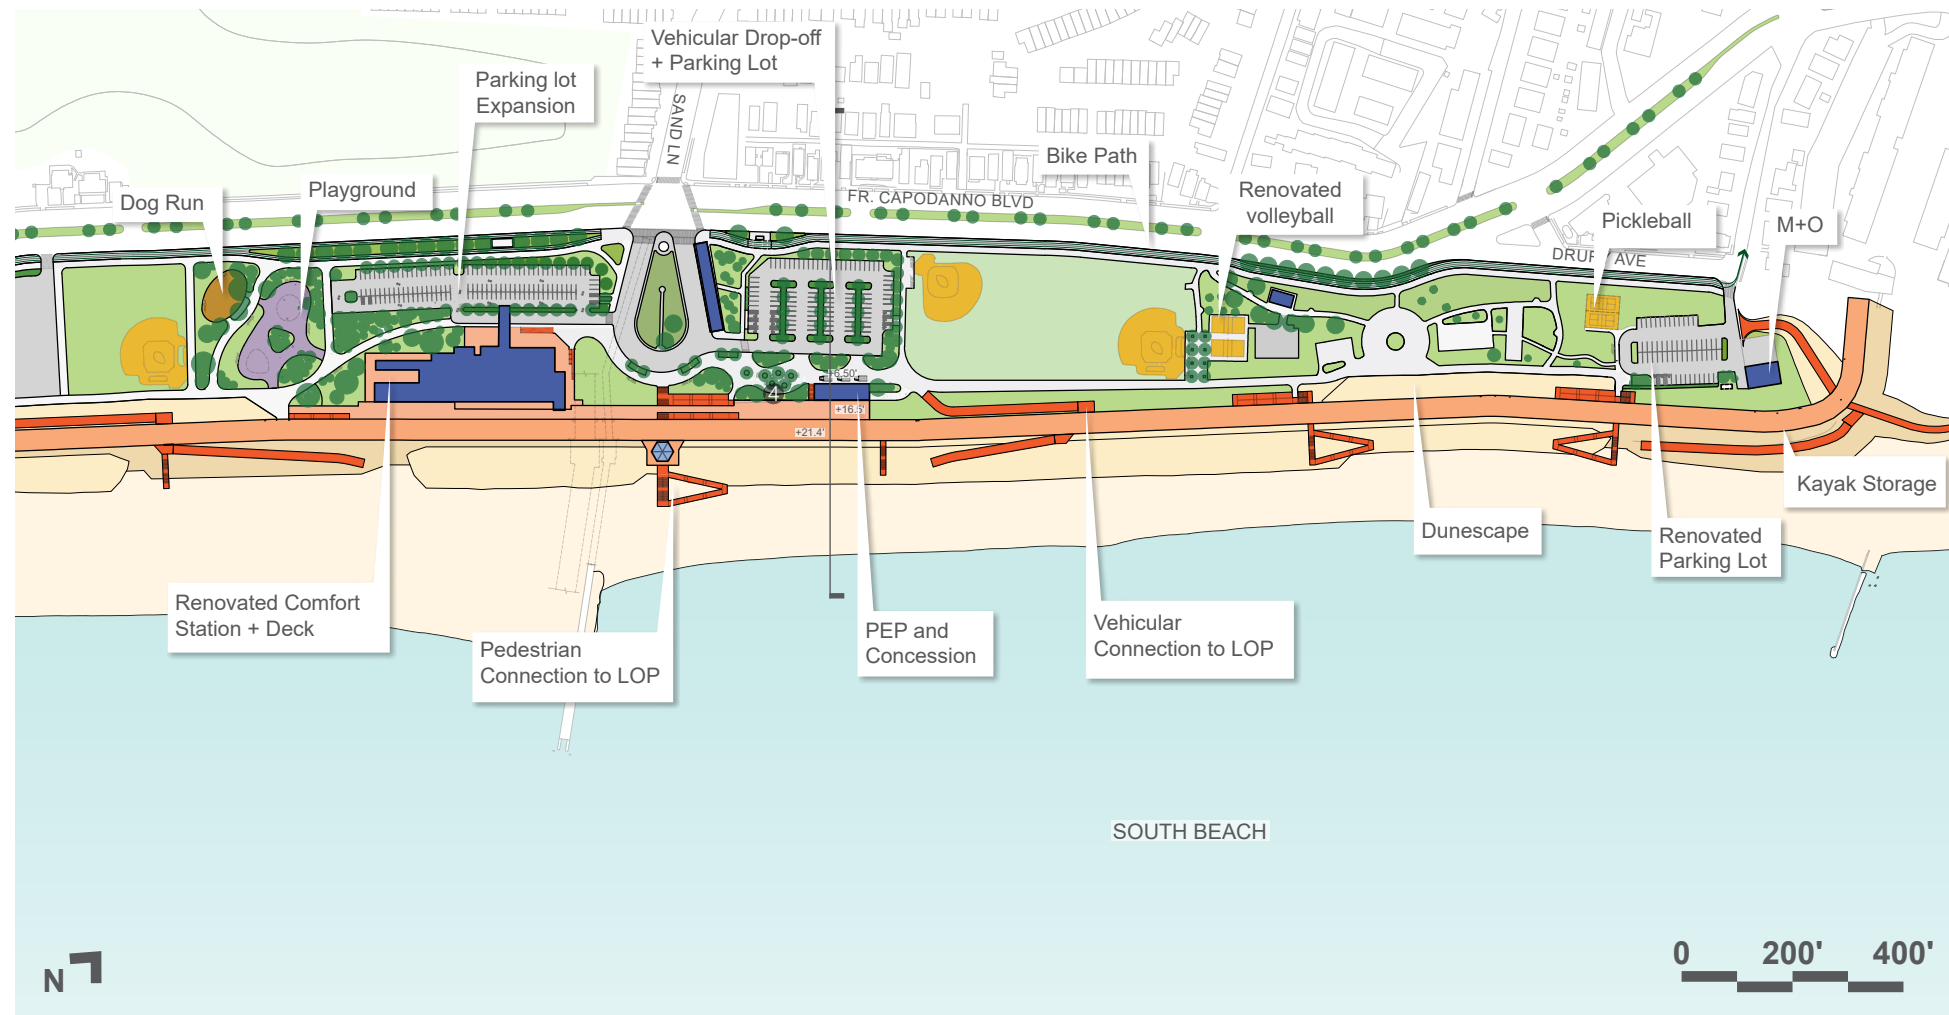 Vehicular Drop-off
+ Parking Lot
Parking lot
Expansion
SAND LN
Bike Path
Playground
Dog Run
FR. CAPODANNO BLVD
Renovated
volleyball
Pickleball
M+O
DRURY AVE
+6.50'
4
+16.5'
+21.4'
Kayak Storage
Dunescape
Renovated
Parking Lot
Renovated Comfort
Station + Deck
Pedestrian
Connection to LOP
PEP and
Concession
Vehicular
Connection to LOP
SOUTH BEACH
N
0 200' 400'